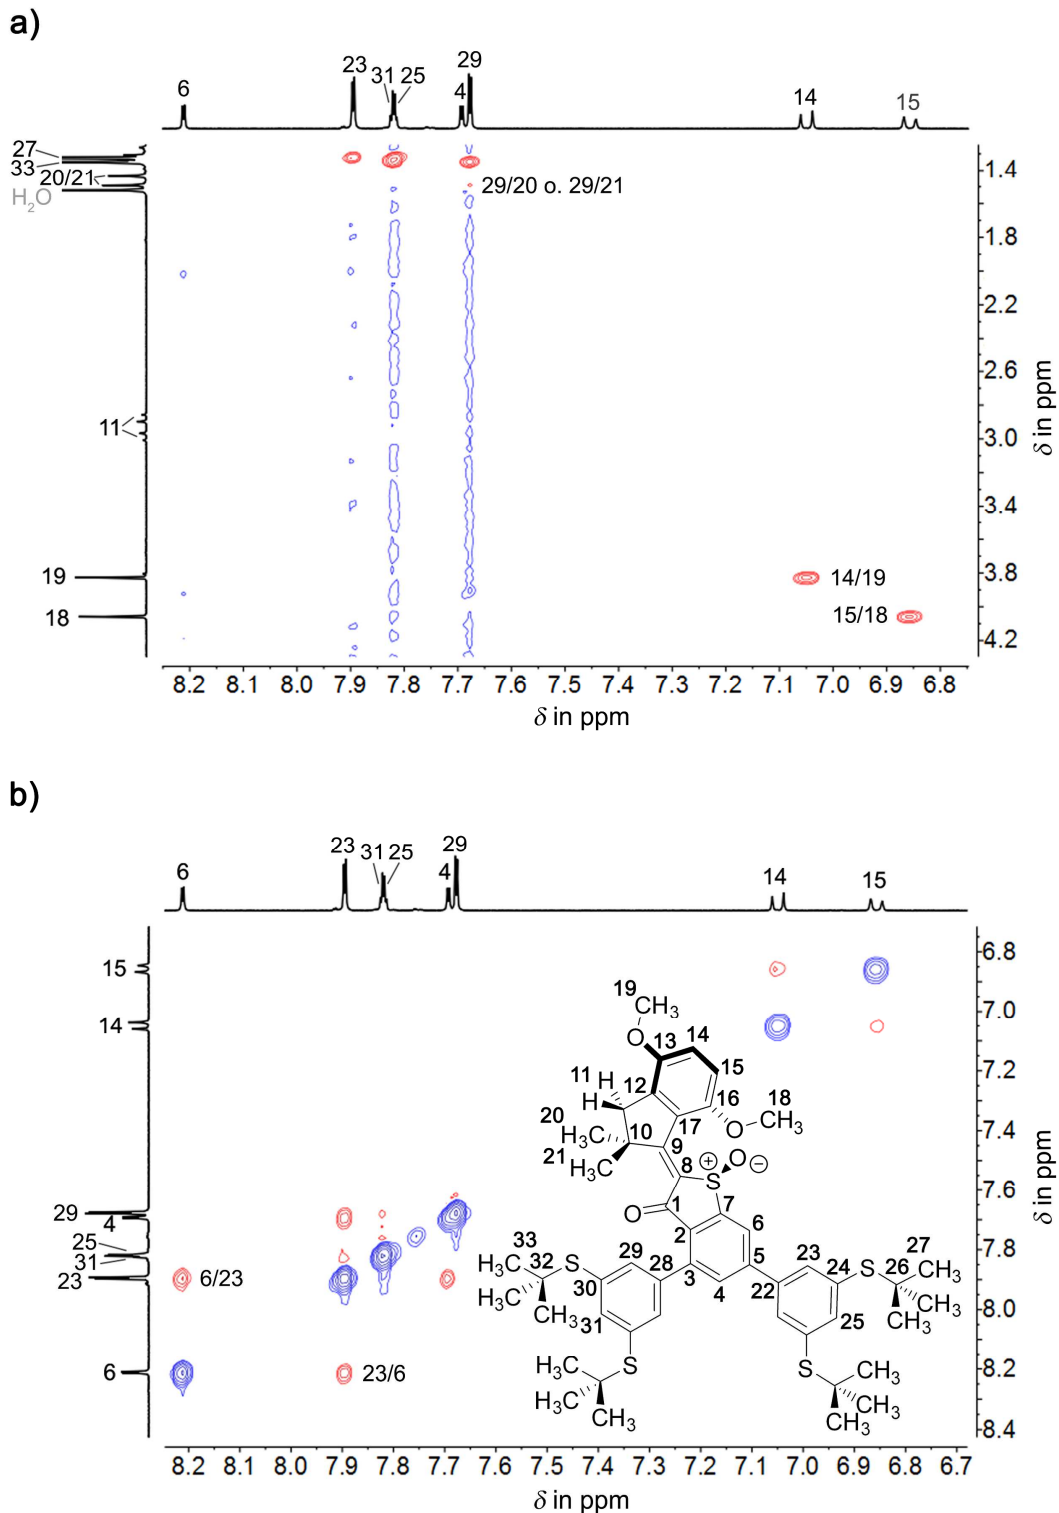 a)
6
23
31
25
4
29
14
15
27
33
20/21
H₂O
11
19
18
29/20 o. 29/21
14/19
15/18
1.4
1.8
2.2
2.6
3.0
3.4
3.8
4.2
δ in ppm
8.2 8.1 8.0 7.9 7.8 7.7 7.6 7.5 7.4 7.3 7.2 7.1 7.0 6.9 6.8
δ in ppm
b)
6
23
31
25
4
29
14
15
15
14
29
4
25
31
23
6
6/23
23/6
19
CH₃
O
13
14
11
H
H
12
15
16
18
CH₃
O
20
H₃C
10
17
21
H₃C
9
8
S
+
O
−
1
O
7
2
6
33
CH₃
32
S
29
28
5
23
24
S
27
26
CH₃
H₃C
CH₃
30
3
4
22
CH₃
CH₃
31
25
H₃C
S
H₃C
CH₃
S
CH₃
CH₃
CH₃
6.8
7.0
7.2
7.4
7.6
7.8
8.0
8.2
8.4
δ in ppm
8.2 8.1 8.0 7.9 7.8 7.7 7.6 7.5 7.4 7.3 7.2 7.1 7.0 6.9 6.8 6.7
δ in ppm